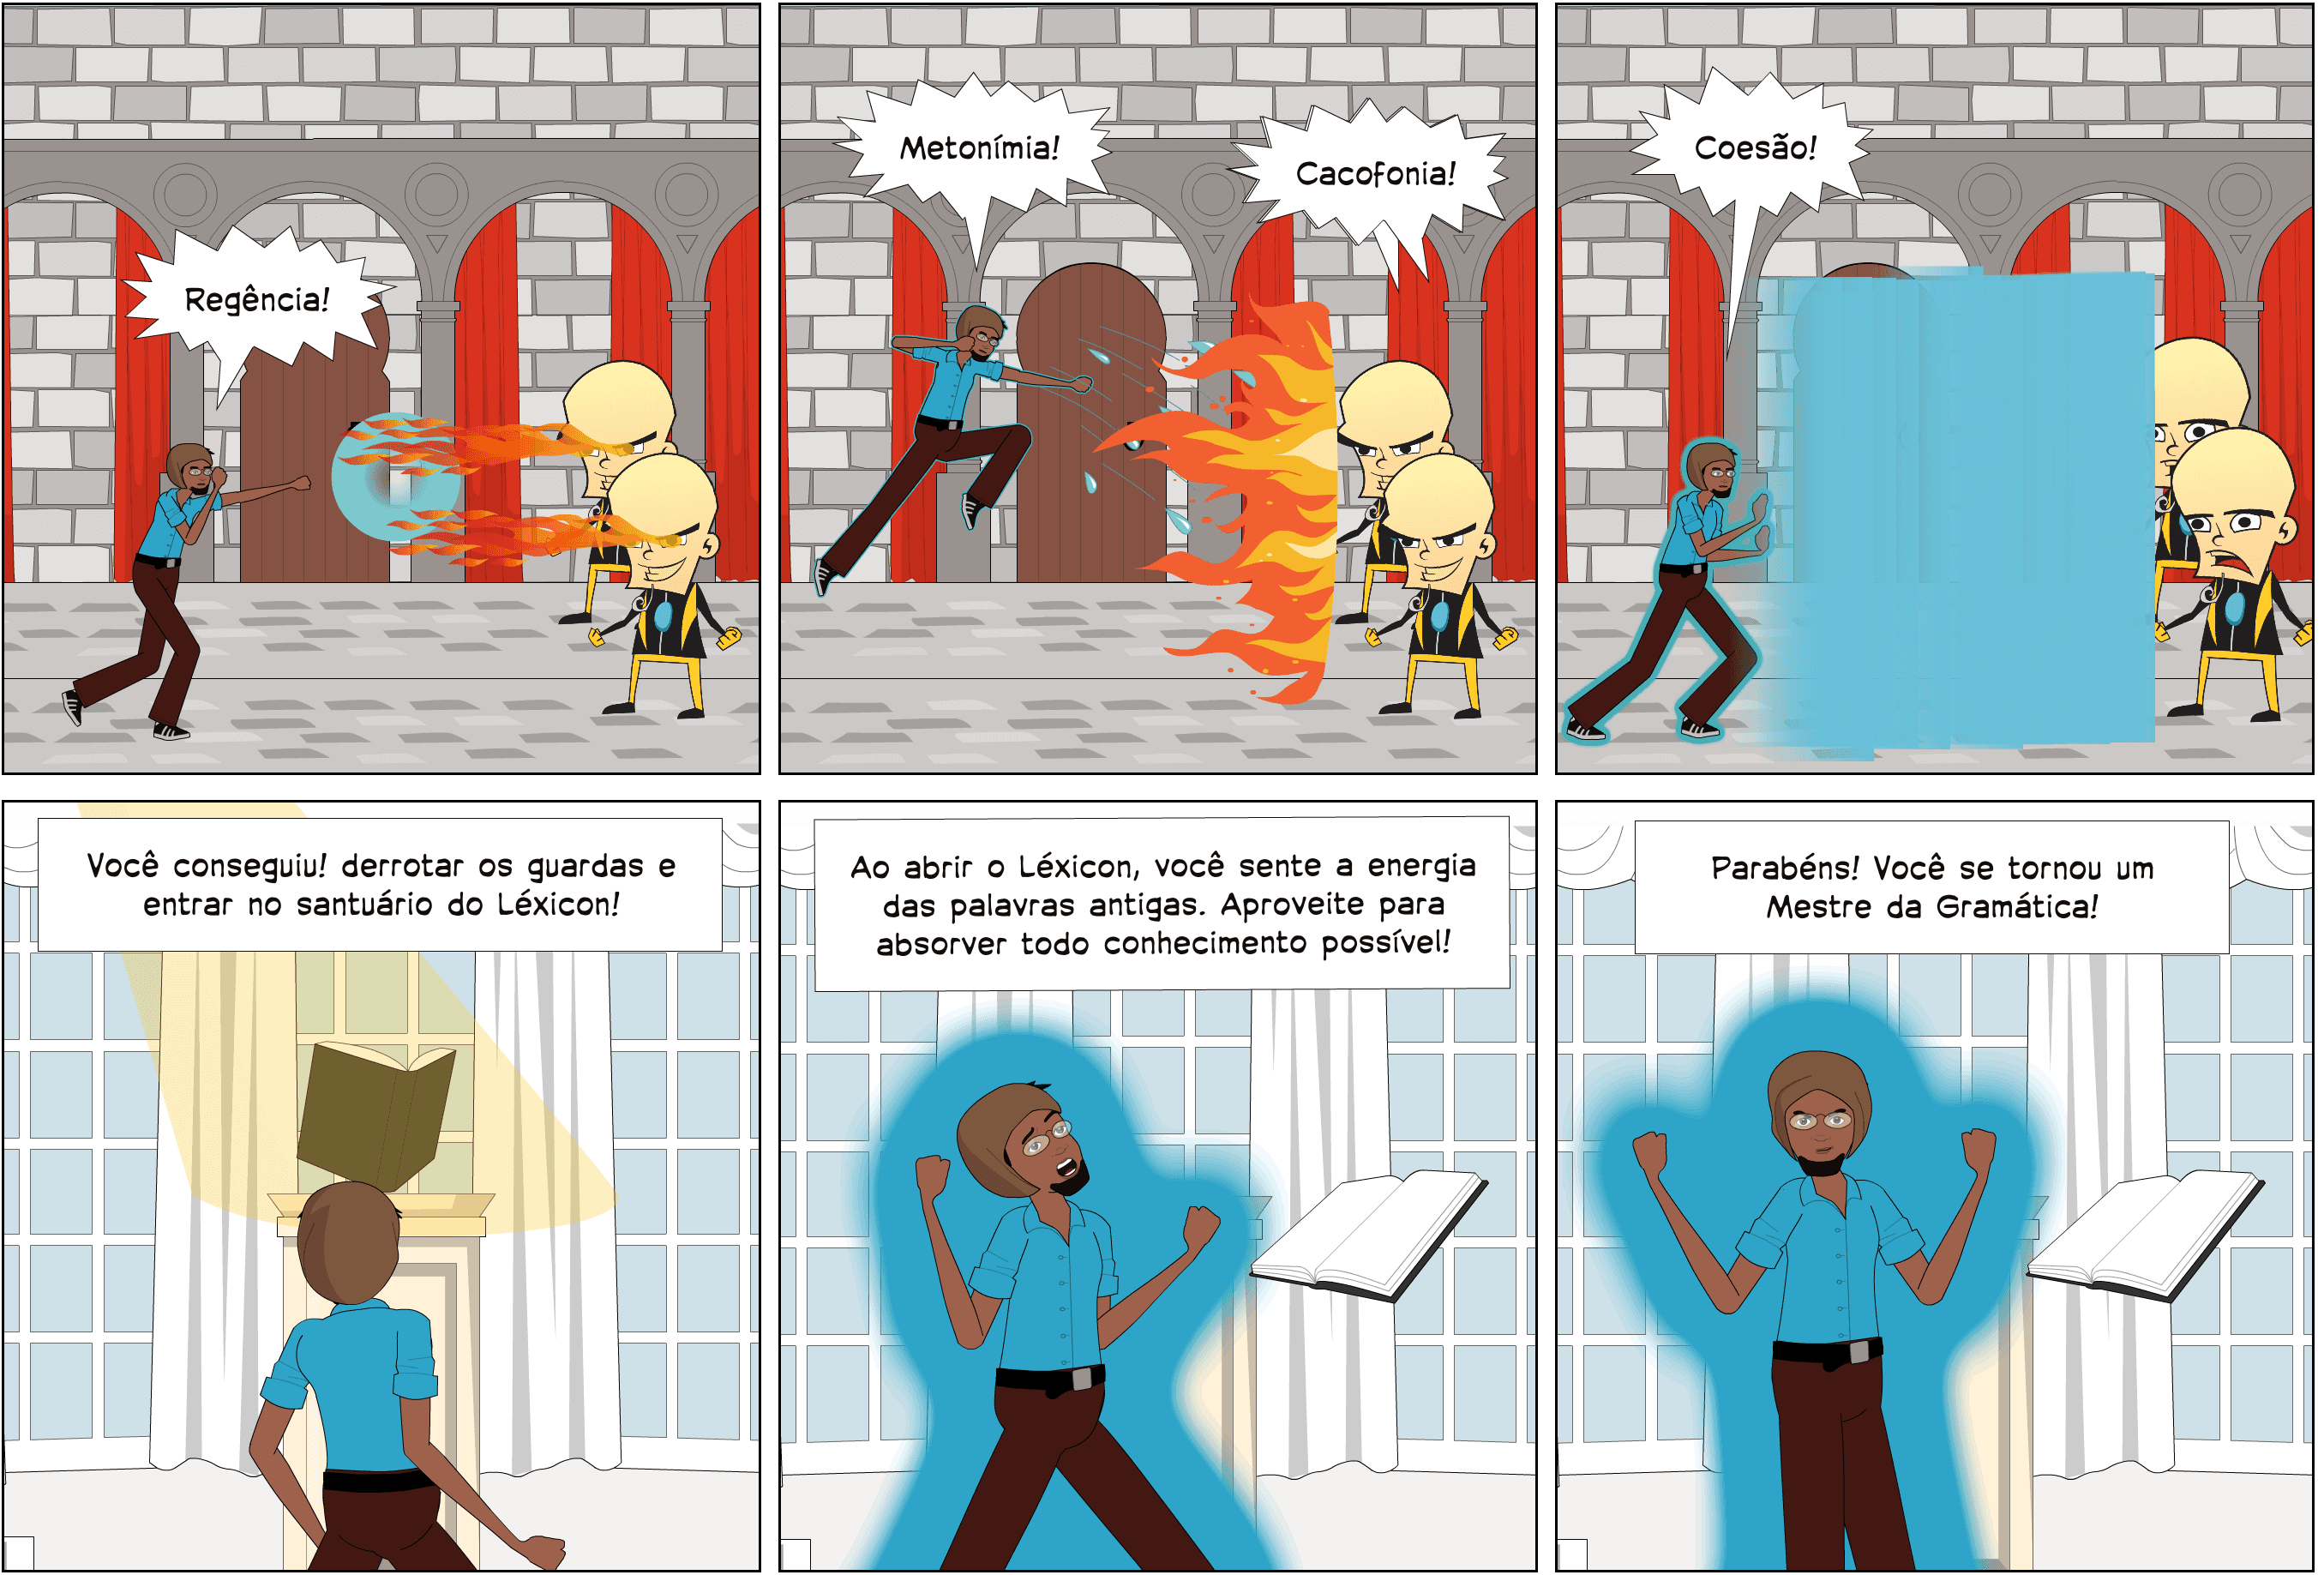 Regência!
Metonímia!
Cacofonia!
Coesão!
Você conseguiu! derrotar os guardas e
entrar no santuário do Léxicon!
Ao abrir o Léxicon, você sente a energia
das palavras antigas. Aproveite para
absorver todo conhecimento possível!
Parabéns! Você se tornou um
Mestre da Gramática!